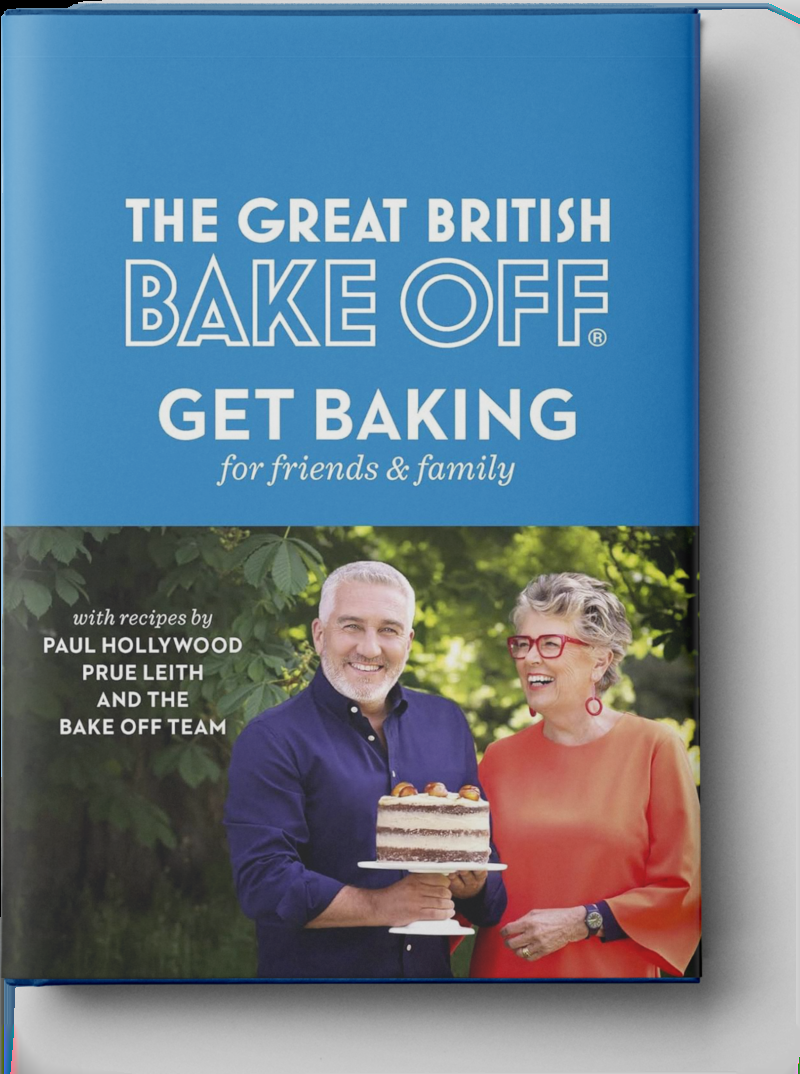 THE GREAT BRITISH
BAKE OFF®
GET BAKING
for friends & family
with recipes by
PAUL HOLLYWOOD
PRUE LEITH
AND THE
BAKE OFF TEAM